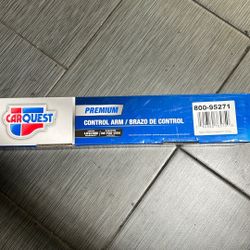 CARQUEST
PREMIUM
CONTROL ARM / BRAZO DE CONTROL
800-95271